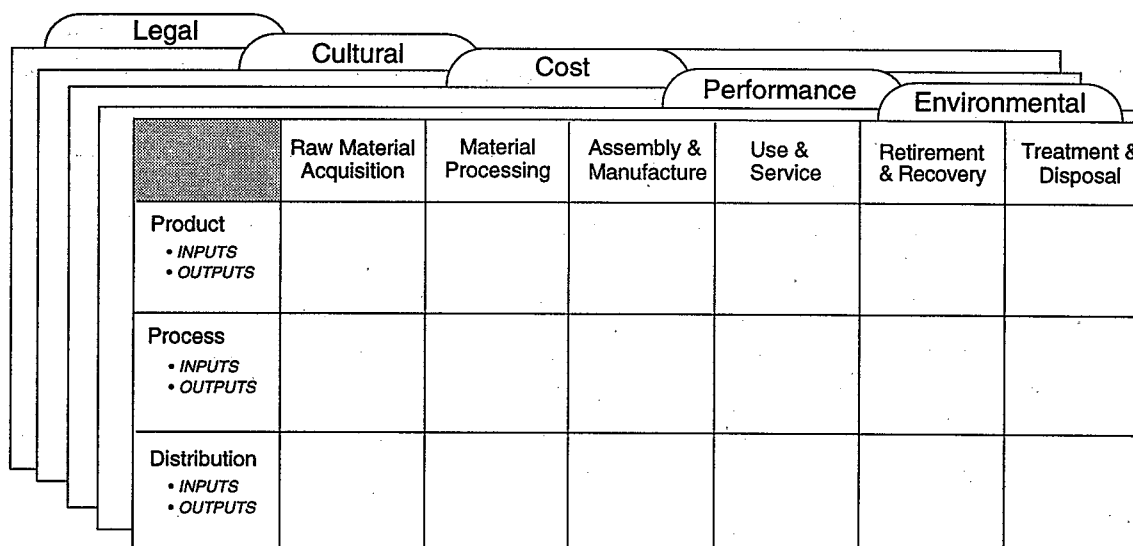 Legal
Cultural
Cost
Performance
Environmental
Raw Material
Acquisition
Material
Processing
Assembly &
Manufacture
Use &
Service
Retirement
& Recovery
Treatment &
Disposal
Product
• INPUTS
• OUTPUTS
Process
• INPUTS
• OUTPUTS
Distribution
• INPUTS
• OUTPUTS